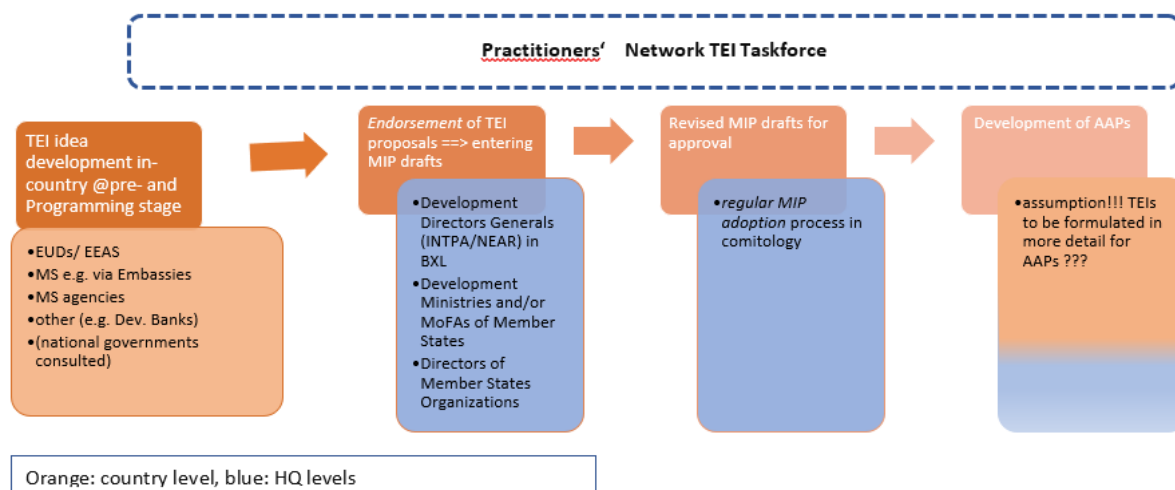 Practitioners‘ Network TEI Taskforce
TEI idea
development in-
country @pre- and
Programming stage
•EUDs/ EEAS
•MS e.g. via Embassies
•MS agencies
•other (e.g. Dev. Banks)
•(national governments
consulted)
Endorsement of TEI
proposals ==> entering
MIP drafts
•Development
Directors Generals
(INTPA/NEAR) in
BXL
•Development
Ministries and/or
MoFAs of Member
States
•Directors of
Member States
Organizations
Revised MIP drafts for
approval
•regular MIP
adoption process in
comitology
Development of AAPs
•assumption!!! TEIs
to be formulated in
more detail for
AAPs ???
Orange: country level, blue: HQ levels